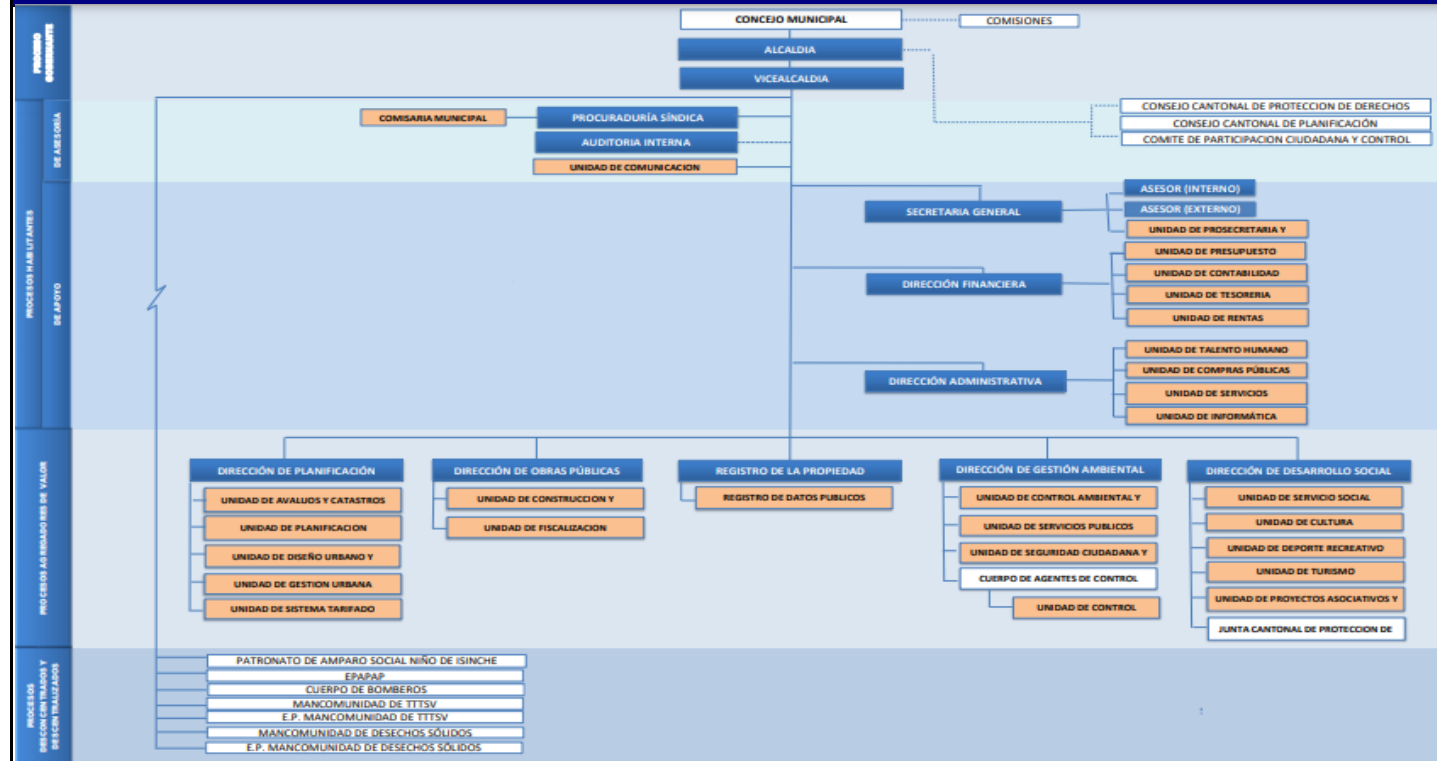 PROCESO
GOBERNANTE
CONCEJO MUNICIPAL
COMISIONES
ALCALDIA
VICEALCALDIA
PROCESOS HABILITANTES
DE ASESORÍA
COMISARIA MUNICIPAL
PROCURADURÍA SÍNDICA
AUDITORIA INTERNA
UNIDAD DE COMUNICACION
CONSEJO CANTONAL DE PROTECCION DE DERECHOS
CONSEJO CANTONAL DE PLANIFICACIÓN
COMITE DE PARTICIPACION CIUDADANA Y CONTROL
DE APOYO
SECRETARIA GENERAL
ASESOR (INTERNO)
ASESOR (EXTERNO)
UNIDAD DE PROSECRETARIA Y
DIRECCIÓN FINANCIERA
UNIDAD DE PRESUPUESTO
UNIDAD DE CONTABILIDAD
UNIDAD DE TESORERIA
UNIDAD DE RENTAS
DIRECCIÓN ADMINISTRATIVA
UNIDAD DE TALENTO HUMANO
UNIDAD DE COMPRAS PÚBLICAS
UNIDAD DE SERVICIOS
UNIDAD DE INFORMÁTICA
PROCESOS AGREGADORES DE VALOR
DIRECCIÓN DE PLANIFICACIÓN
UNIDAD DE AVALUOS Y CATASTROS
UNIDAD DE PLANIFICACION
UNIDAD DE DISEÑO URBANO Y
UNIDAD DE GESTION URBANA
UNIDAD DE SISTEMA TARIFADO
DIRECCIÓN DE OBRAS PÚBLICAS
UNIDAD DE CONSTRUCCION Y
UNIDAD DE FISCALIZACION
REGISTRO DE LA PROPIEDAD
REGISTRO DE DATOS PUBLICOS
DIRECCIÓN DE GESTIÓN AMBIENTAL
UNIDAD DE CONTROL AMBIENTAL Y
UNIDAD DE SERVICIOS PUBLICOS
UNIDAD DE SEGURIDAD CIUDADANA Y
CUERPO DE AGENTES DE CONTROL
UNIDAD DE CONTROL
DIRECCIÓN DE DESARROLLO SOCIAL
UNIDAD DE SERVICIO SOCIAL
UNIDAD DE CULTURA
UNIDAD DE DEPORTE RECREATIVO
UNIDAD DE TURISMO
UNIDAD DE PROYECTOS ASOCIATIVOS Y
JUNTA CANTONAL DE PROTECCION DE
PROCESOS
DESCONCENTRADOS Y
DESCENTRALIZADOS
PATRONATO DE AMPARO SOCIAL NIÑO DE ISINCHE
EPAPAP
CUERPO DE BOMBEROS
MANCOMUNIDAD DE TTTSV
E.P. MANCOMUNIDAD DE TTTSV
MANCOMUNIDAD DE DESECHOS SÓLIDOS
E.P. MANCOMUNIDAD DE DESECHOS SÓLIDOS